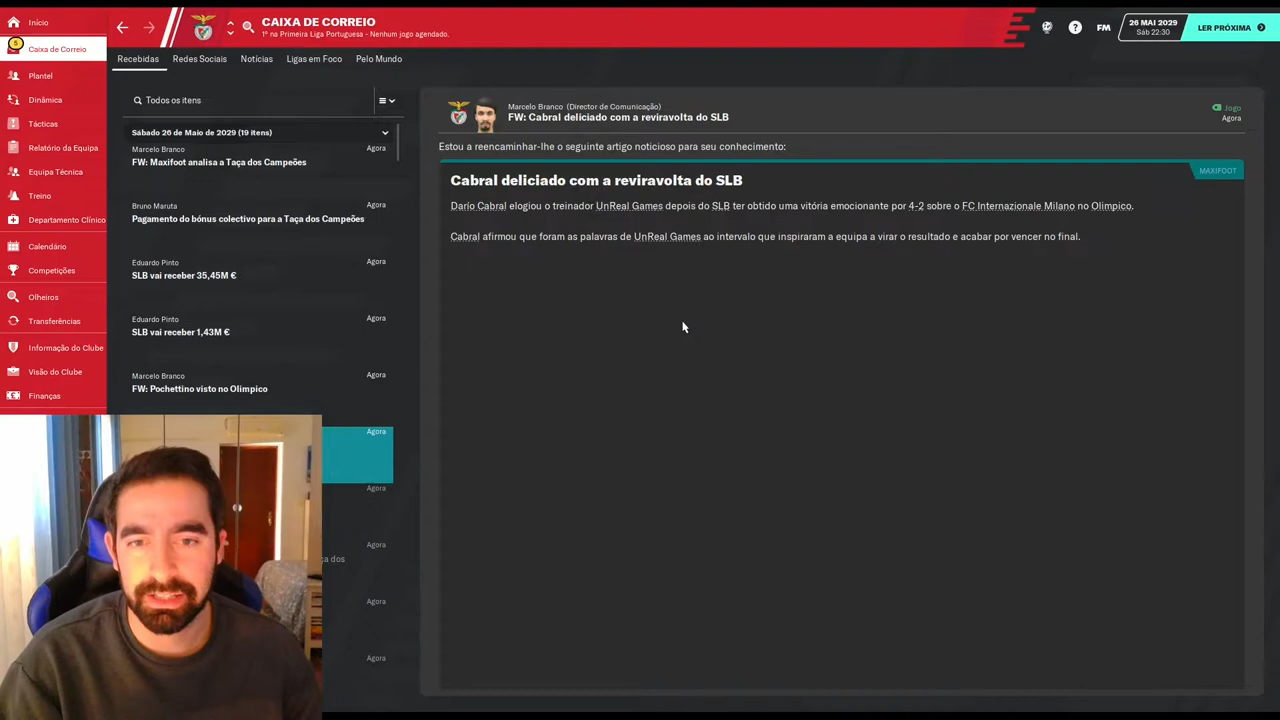 Início
CAIXA DE CORREIO
1º na Primeira Liga Portuguesa - Nenhum jogo agendado.
FM
26 MAI 2029
Sáb 22:30
LER PRÓXIMA
5
Caixa de Correio
Plantel
Dinâmica
Tácticas
Relatório da Equipa
Equipa Técnica
Treino
Departamento Clínico
Calendário
Competições
Olheiros
Transferências
Informação do Clube
Visão do Clube
Finanças
Recebidas
Redes Sociais
Notícias
Ligas em Foco
Pelo Mundo
Todos os itens
Sábado 26 de Maio de 2029 (19 itens)
Marcelo Branco
Agora
FW: Maxifoot analisa a Taça dos Campeões
Bruno Maruta
Agora
Pagamento do bónus colectivo para a Taça dos Campeões
Eduardo Pinto
Agora
SLB vai receber 35,45M €
Eduardo Pinto
Agora
SLB vai receber 1,43M €
Marcelo Branco
Agora
FW: Pochettino visto no Olimpico
Agora
Agora
Agora
ça dos
Agora
Agora
Marcelo Branco (Director de Comunicação)
FW: Cabral deliciado com a reviravolta do SLB
Jogo
Agora
Estou a reencaminhar-lhe o seguinte artigo noticioso para seu conhecimento:
MAXIFOOT
Cabral deliciado com a reviravolta do SLB
Darío Cabral elogiou o treinador UnReal Games depois do SLB ter obtido uma vitória emocionante por 4-2 sobre o FC Internazionale Milano no Olimpico.
Cabral afirmou que foram as palavras de UnReal Games ao intervalo que inspiraram a equipa a virar o resultado e acabar por vencer no final.